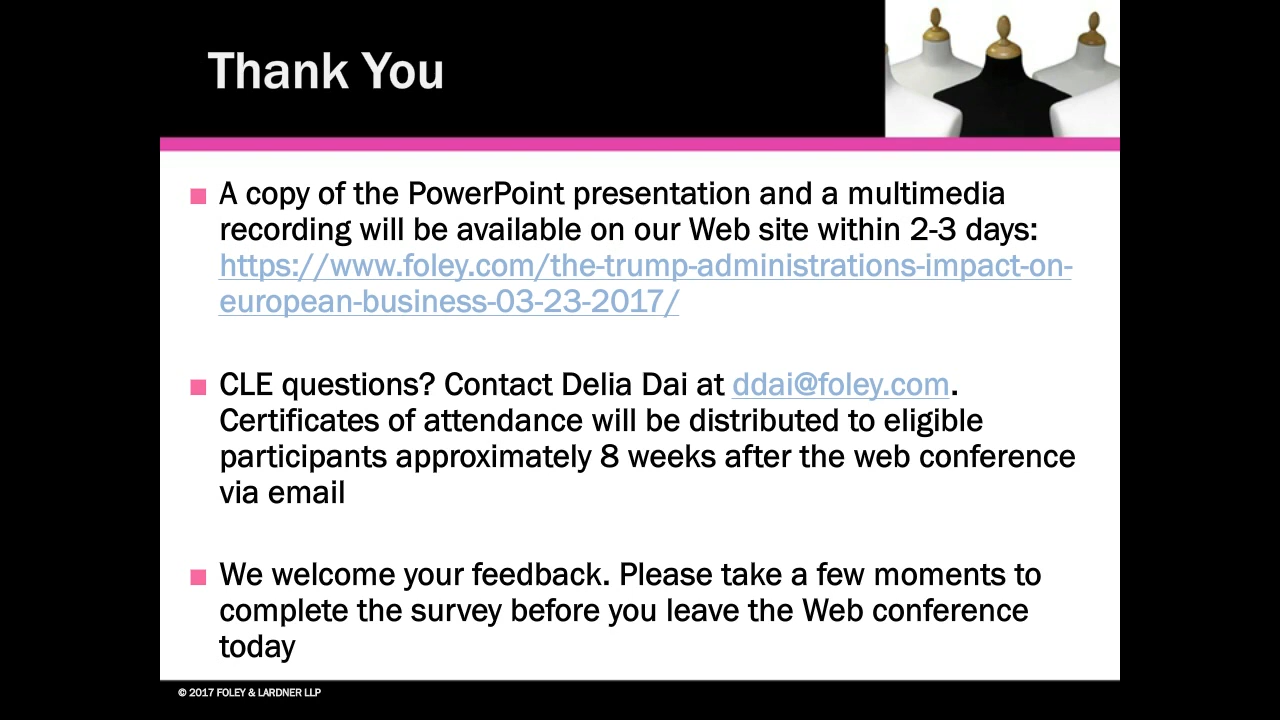 Thank You
A copy of the PowerPoint presentation and a multimedia
recording will be available on our Web site within 2-3 days:
https://www.foley.com/the-trump-administrations-impact-on-
european-business-03-23-2017/
CLE questions? Contact Delia Dai at ddai@foley.com.
Certificates of attendance will be distributed to eligible
participants approximately 8 weeks after the web conference
via email
We welcome your feedback. Please take a few moments to
complete the survey before you leave the Web conference
today
© 2017 FOLEY & LARDNER LLP